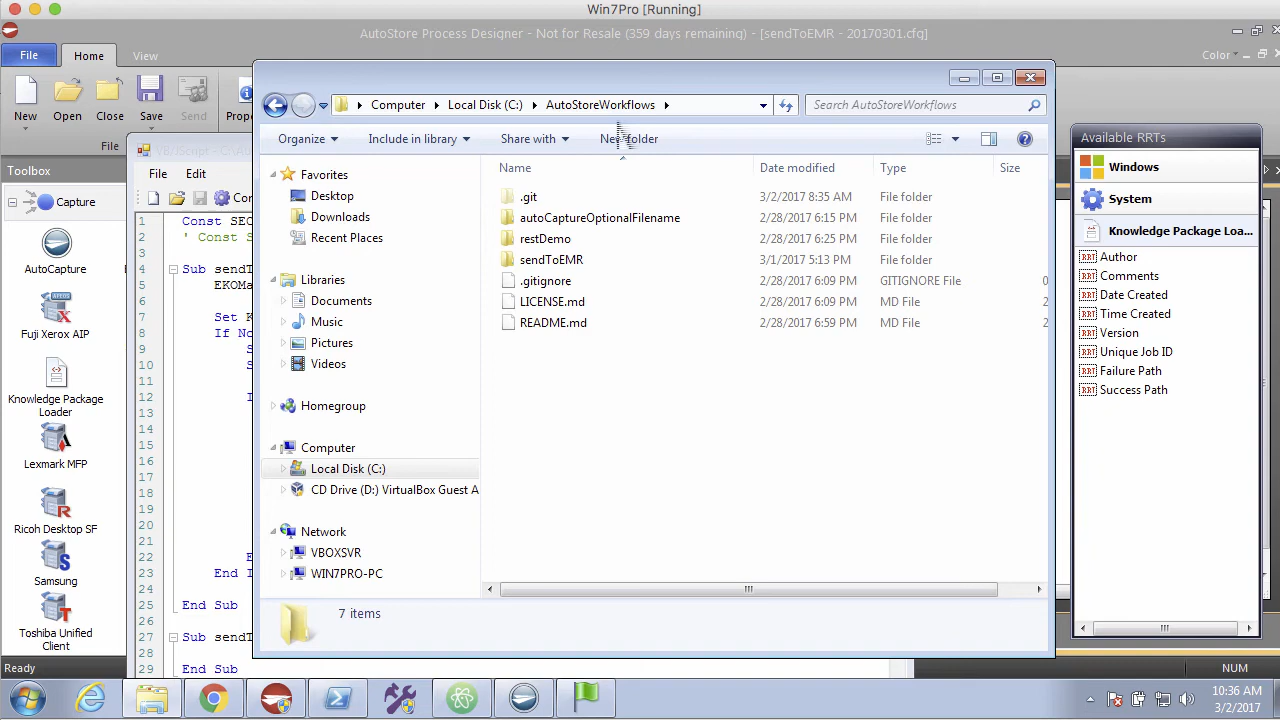 Win7Pro [Running]
AutoStore Process Designer - Not for Resale (359 days remaining) - [sendToEMR - 20170301.cfg]
File
Home
View
Color
New
Open
Close
Save
Send
File
Toolbox
Capture
AutoCapture
Fuji Xerox AIP
Knowledge Package
Loader
Lexmark MFP
Ricoh Desktop SF
Samsung
Toshiba Unified
Client
Ready
File
Edit
1
Const SEC
2
' Const S
3
4
Sub sendT
5
EKOMa
6
7
Set K
8
If No
9
S
10
S
11
12
I
13
14
15
16
17
18
19
20
21
22
E
23
End I
24
25
End Sub
26
27
Sub sendT
28
End Sub
29
Computer
Local Disk (C:)
AutoStoreWorkflows
Search AutoStoreWorkflows
Organize
Include in library
Share with
New folder
Favorites
Desktop
Downloads
Recent Places
Libraries
Documents
Music
Pictures
Videos
Homegroup
Computer
Local Disk (C:)
CD Drive (D:) VirtualBox Guest A
Network
VBOXSVR
WIN7PRO-PC
Name
Date modified
Type
Size
.git
3/2/2017 8:35 AM
File folder
autoCaptureOptionalFilename
2/28/2017 6:15 PM
File folder
restDemo
2/28/2017 6:25 PM
File folder
sendToEMR
3/1/2017 5:13 PM
File folder
.gitignore
2/28/2017 6:09 PM
GITIGNORE File
0
LICENSE.md
2/28/2017 6:09 PM
MD File
2
README.md
2/28/2017 6:59 PM
MD File
2
7 items
Available RRTs
Windows
System
Knowledge Package Loa...
RRT Author
RRT Comments
RRT Date Created
RRT Time Created
RRT Version
RRT Unique Job ID
RRT Failure Path
RRT Success Path
NUM
10:36 AM
3/2/2017